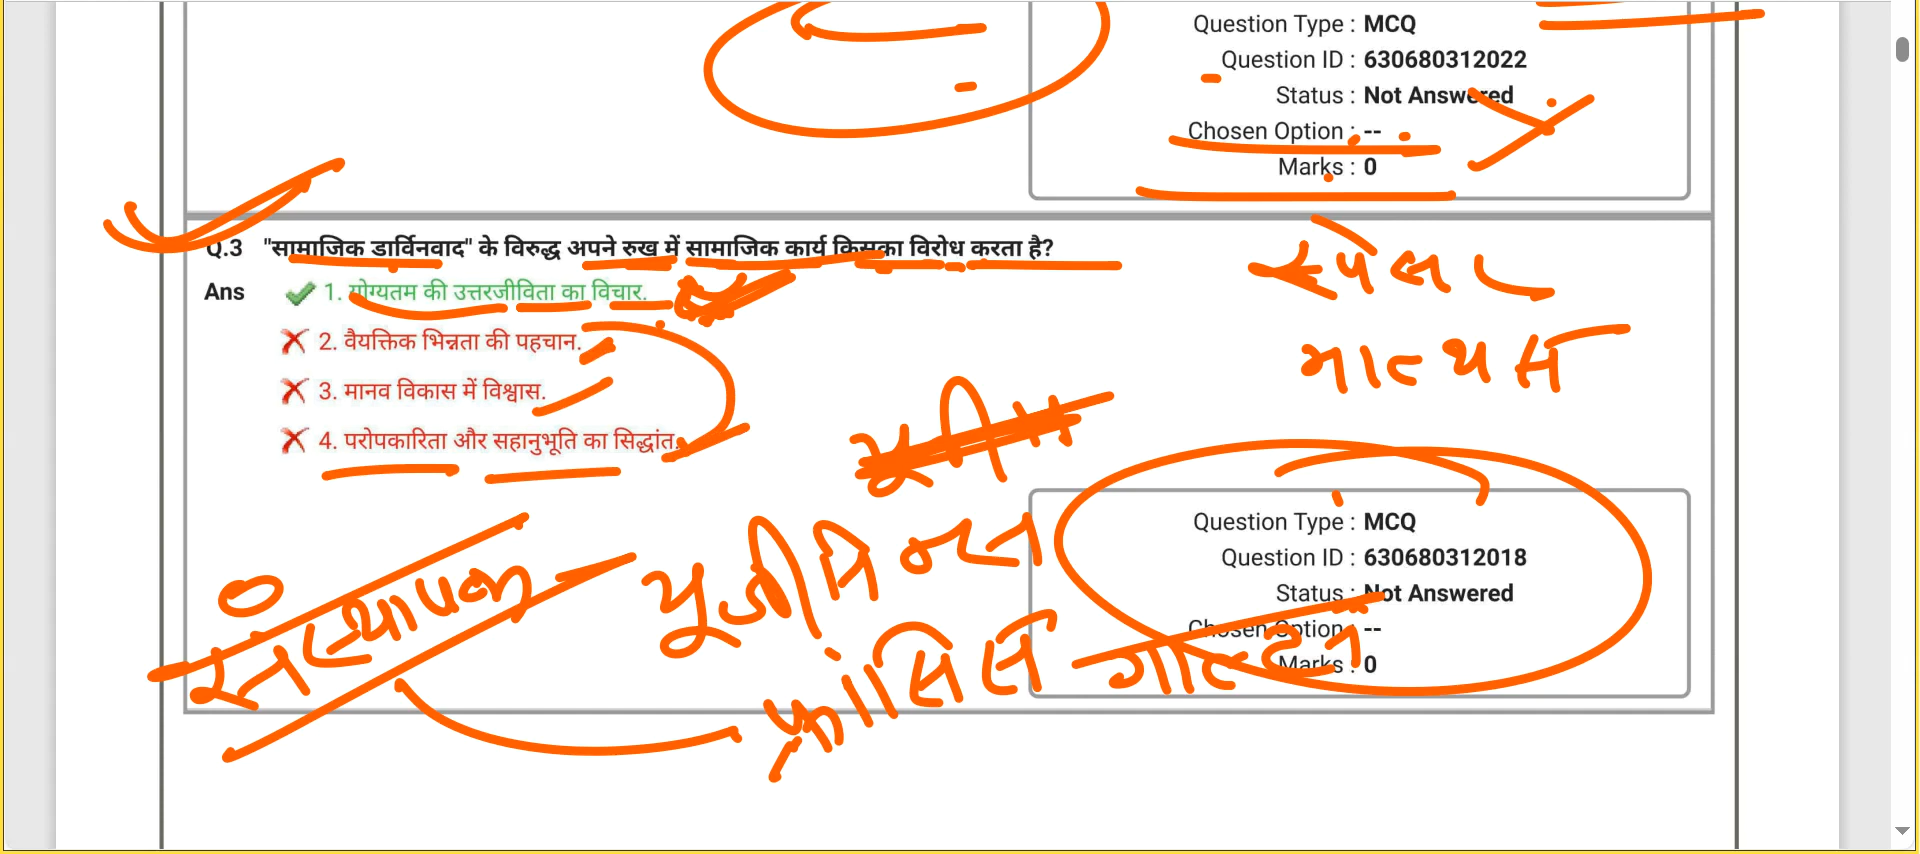 Question Type : MCQ
Question ID : 630680312022
Status : Not Answered
Chosen Option : --
Marks : 0
Q.3 "सामाजिक डार्विनवाद" के विरुद्ध अपने रुख में सामाजिक कार्य किसका विरोध करता है?
Ans 1. योग्यतम की उत्तरजीविता का विचार.
2. वैयक्तिक भिन्नता की पहचान.
3. मानव विकास में विश्वास.
4. परोपकारिता और सहानुभूति का सिद्धांत.
Question Type : MCQ
Question ID : 630680312018
Status : Not Answered
Chosen Option : --
Marks : 0